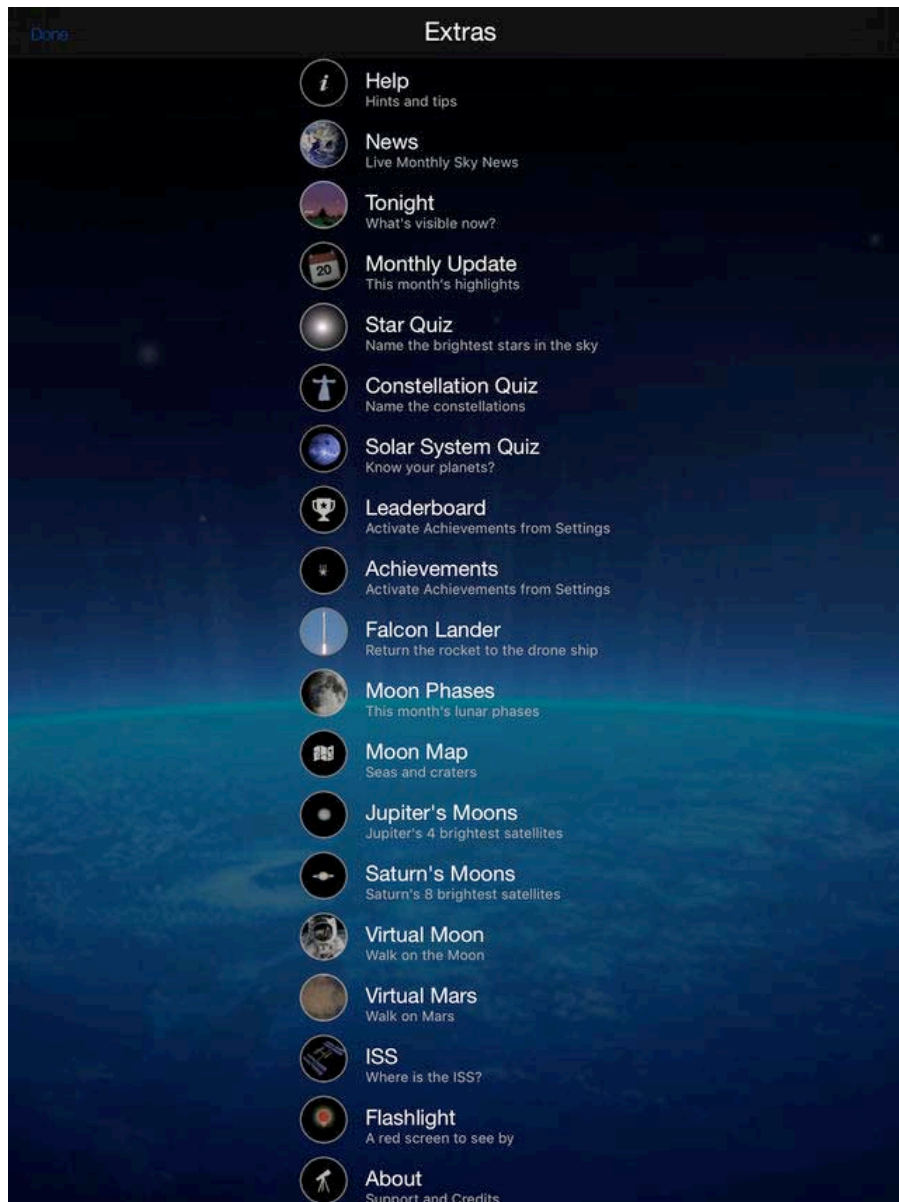 Done
Extras
Help
Hints and tips
News
Live Monthly Sky News
Tonight
What's visible now?
Monthly Update
This month's highlights
20
Star Quiz
Name the brightest stars in the sky
Constellation Quiz
Name the constellations
Solar System Quiz
Know your planets?
Leaderboard
Activate Achievements from Settings
Achievements
Activate Achievements from Settings
Falcon Lander
Return the rocket to the drone ship
Moon Phases
This month's lunar phases
Moon Map
Seas and craters
Jupiter's Moons
Jupiter's 4 brightest satellites
Saturn's Moons
Saturn's 8 brightest satellites
Virtual Moon
Walk on the Moon
Virtual Mars
Walk on Mars
ISS
Where is the ISS?
Flashlight
A red screen to see by
About
Support and Credits